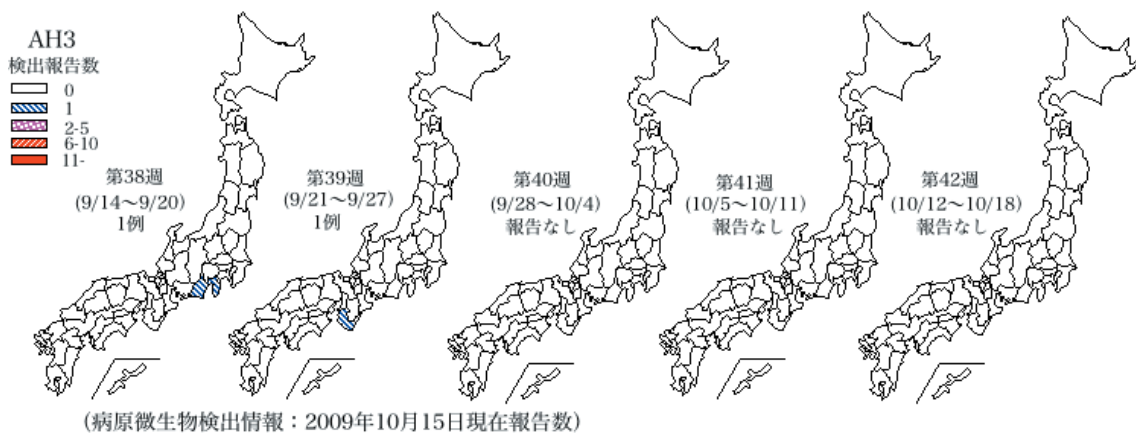 AH3
検出報告数
0
1
2-5
6-10
11-
第38週
(9/14〜9/20)
1例
第39週
(9/21〜9/27)
1例
第40週
(9/28〜10/4)
報告なし
第41週
(10/5〜10/11)
報告なし
第42週
(10/12〜10/18)
報告なし
(病原微生物検出情報：2009年10月15日現在報告数)